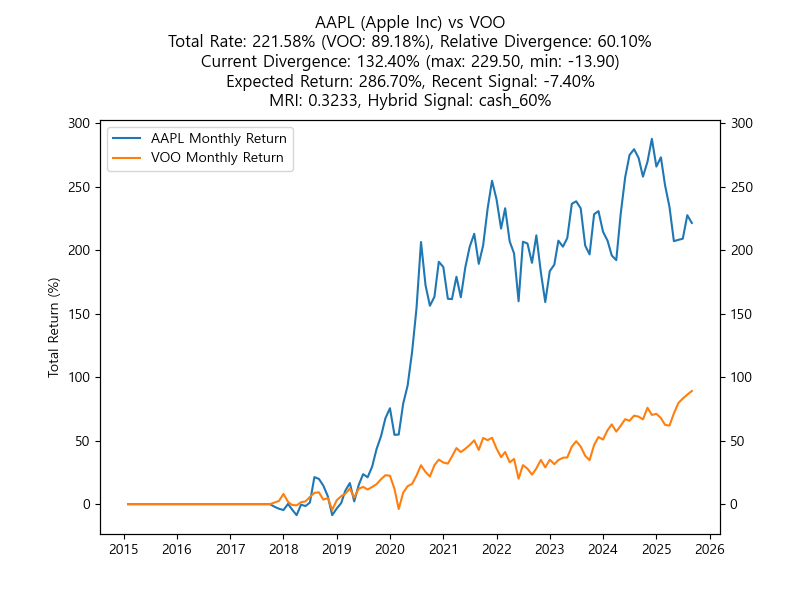 AAPL (Apple Inc) vs VOO
Total Rate: 221.58% (VOO: 89.18%), Relative Divergence: 60.10%
Current Divergence: 132.40% (max: 229.50, min: -13.90)
Expected Return: 286.70%, Recent Signal: -7.40%
MRI: 0.3233, Hybrid Signal: cash_60%
AAPL Monthly Return
VOO Monthly Return
Total Return (%)
300
250
200
150
100
50
0
300
250
200
150
100
50
0
2015 2016 2017 2018 2019 2020 2021 2022 2023 2024 2025 2026